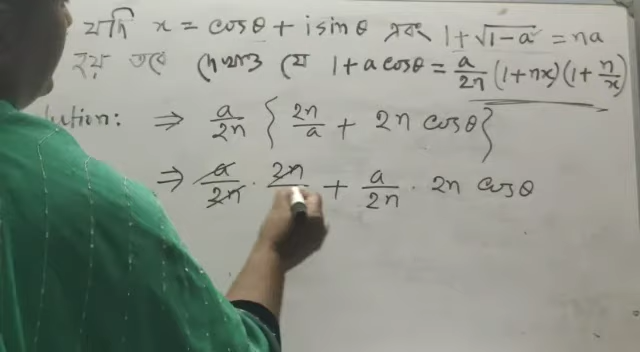 যদি x = cosθ + i sinθ এবং 1 + √1-a² = na
হয় তবে দেখাও যে 1 + a cosθ = a/2n (1+nx)(1+n/x)
lution: ⇒ a/2n { 2n/a + 2n cosθ }
⇒ a/2n · 2n + a/2n · 2n cosθ